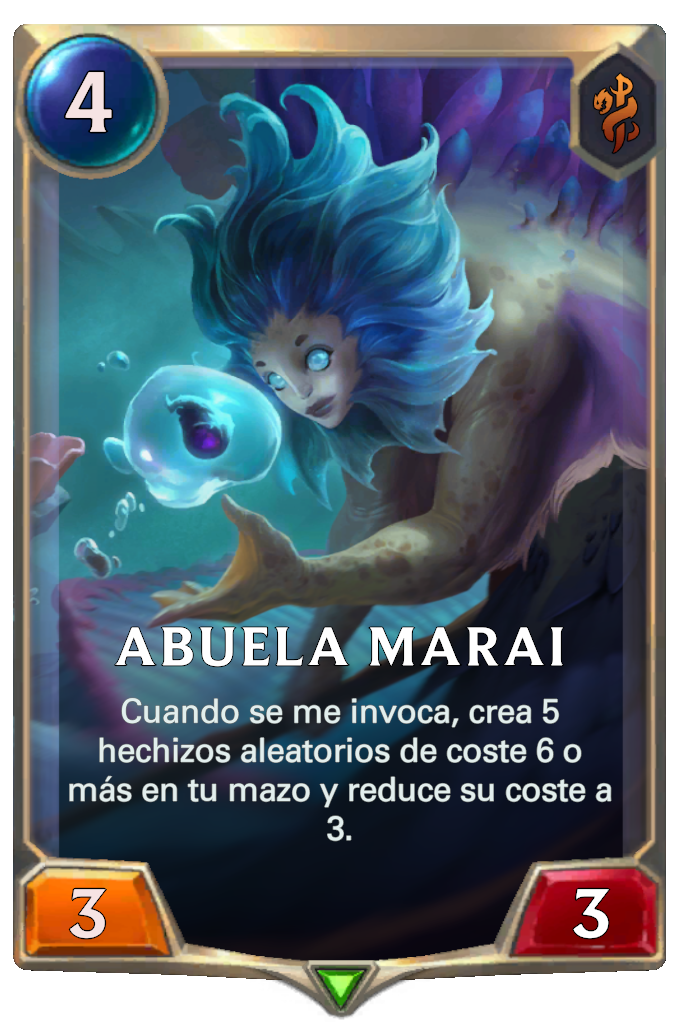 4
ABUELA MARAI
Cuando se me invoca, crea 5
hechizos aleatorios de coste 6 o
más en tu mazo y reduce su coste a
3.
3
3